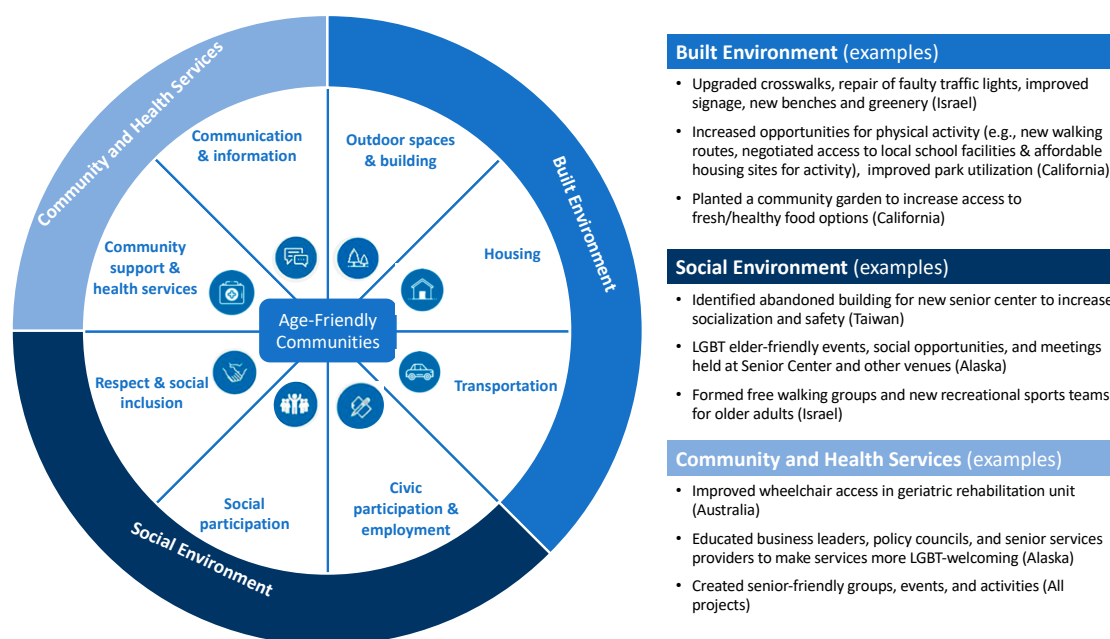 Community and Health Services
Built Environment
Social Environment
Communication
& information
Outdoor spaces
& building
Community
support &
health services
Housing
Age-Friendly
Communities
Respect & social
inclusion
Transportation
Social
participation
Civic
participation &
employment
Built Environment (examples)
• Upgraded crosswalks, repair of faulty traffic lights, improved
signage, new benches and greenery (Israel)
• Increased opportunities for physical activity (e.g., new walking
routes, negotiated access to local school facilities & affordable
housing sites for activity), improved park utilization (California)
• Planted a community garden to increase access to
fresh/healthy food options (California)
Social Environment (examples)
• Identified abandoned building for new senior center to increase
socialization and safety (Taiwan)
• LGBT elder-friendly events, social opportunities, and meetings
held at Senior Center and other venues (Alaska)
• Formed free walking groups and new recreational sports teams
for older adults (Israel)
Community and Health Services (examples)
• Improved wheelchair access in geriatric rehabilitation unit
(Australia)
• Educated business leaders, policy councils, and senior services
providers to make services more LGBT-welcoming (Alaska)
• Created senior-friendly groups, events, and activities (All
projects)